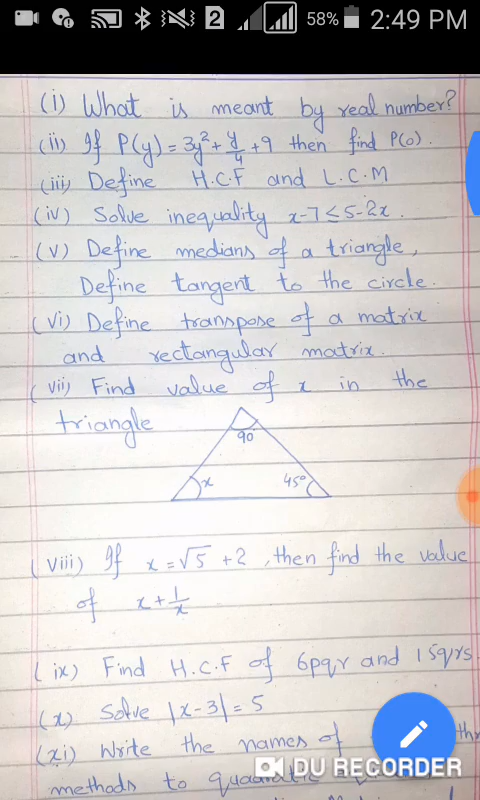 2
58%
2:49 PM
(i) What is meant by real number?
(ii) If P(y) = 3y² + y/4 + 9 then find P(0).
(iii) Define H.C.F and L.C.M
(iv) Solve inequality x-7 ≤ 5-2x.
(v) Define medians of a triangle,
Define tangent to the circle.
(vi) Define transpose of a matrix
and rectangular matrix.
(vii) Find value of x in the
triangle
90°
x
45°
(viii) If x = √5 + 2, then find the value
of x + 1/x
(ix) Find H.C.F of 6pqr and 15qrs
(x) Solve |x-3| = 5
(xi) Write the names of
DU RECORDER
methods to